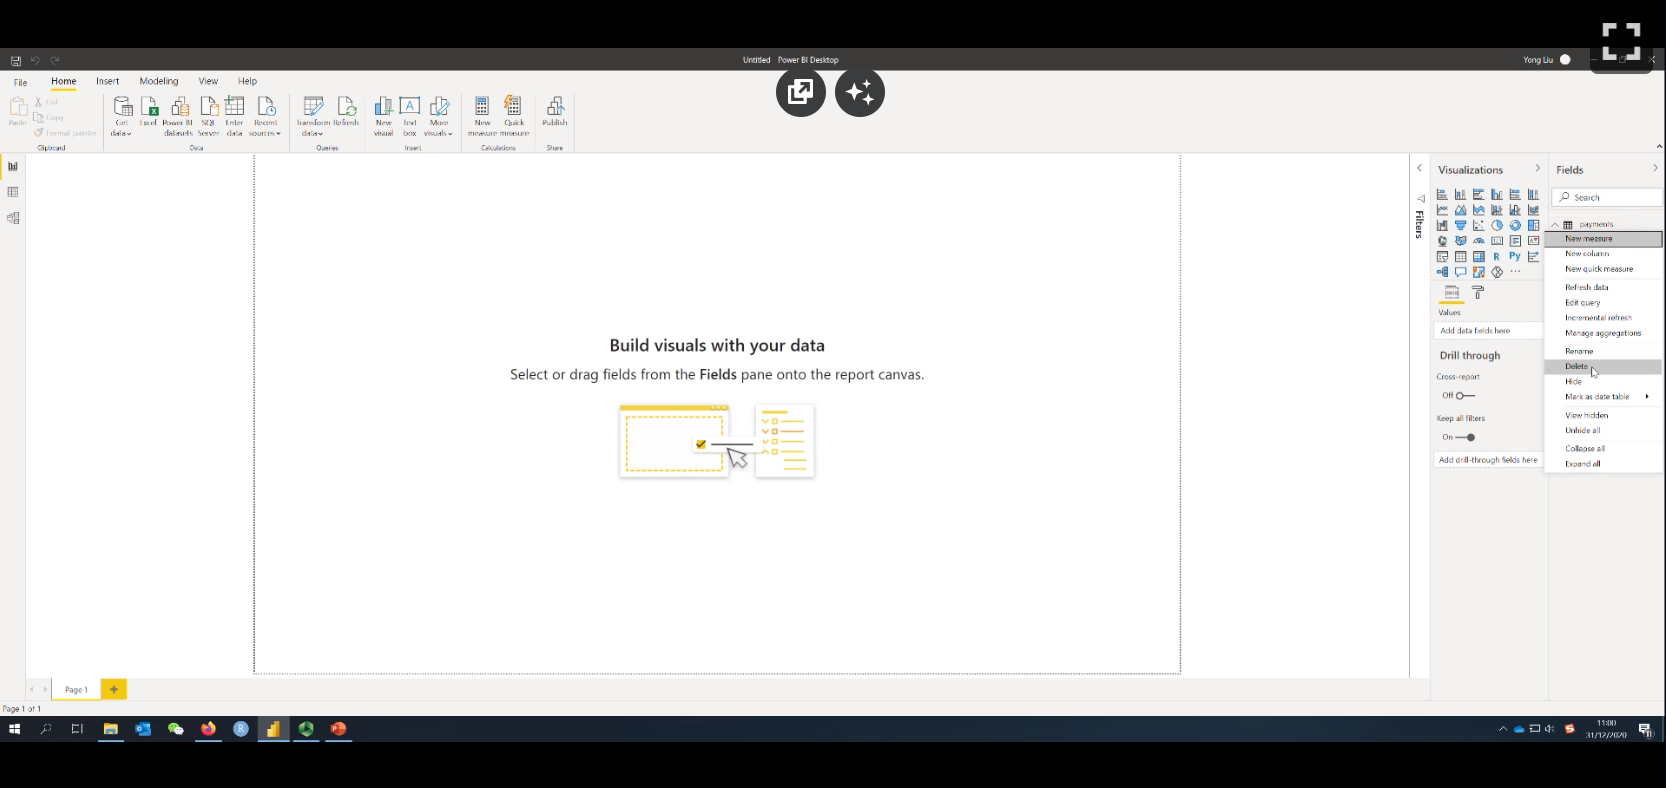 Untitled Power BI Desktop
Yong Liu
File Home Insert Modeling View Help
Paste
Cut
Copy
Format painter
Clipboard
Get data
Excel
Power BI datasets
SQL Server
Enter data
Recent sources
Data
Transform data
Refresh
Queries
New visual
Text box
More visuals
Insert
New measure
Quick measure
Calculations
Publish
Share
Build visuals with your data
Select or drag fields from the Fields pane onto the report canvas.
Filters
Visualizations
R
Py
Values
Add data fields here
Drill through
Cross-report
Off
Keep all filters
On
Add drill-through fields here
Fields
Search
payments
New measure
New column
New quick measure
Refresh data
Edit query
Incremental refresh
Manage aggregations
Rename
Delete
Hide
Mark as date table
View hidden
Unhide all
Collapse all
Expand all
Page 1
Page 1 of 1
11:00
31/12/2020